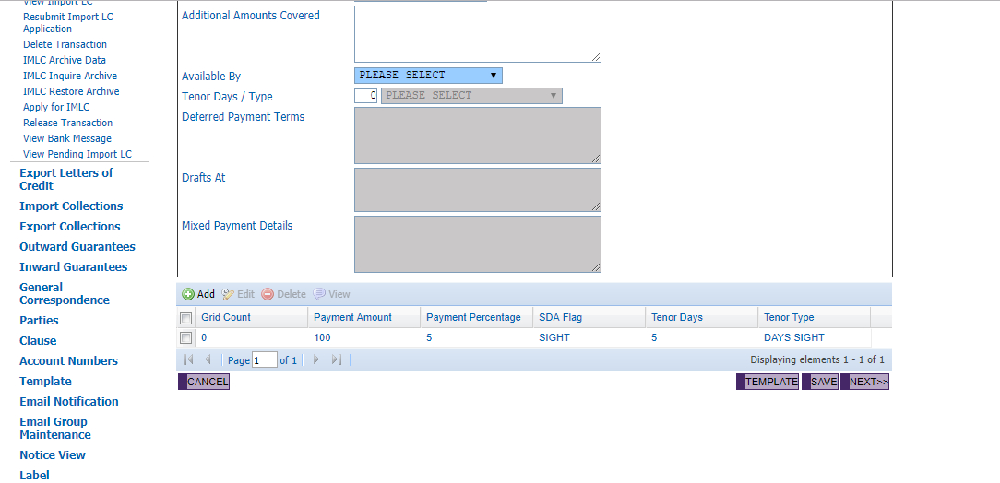 View Import LC
Resubmit Import LC
Application
Delete Transaction
IMLC Archive Data
IMLC Inquire Archive
IMLC Restore Archive
Apply for IMLC
Release Transaction
View Bank Message
View Pending Import LC
Export Letters of
Credit
Import Collections
Export Collections
Outward Guarantees
Inward Guarantees
General
Correspondence
Parties
Clause
Account Numbers
Template
Email Notification
Email Group
Maintenance
Notice View
Label
Additional Amounts Covered
Available By PLEASE SELECT
Tenor Days / Type 0 PLEASE SELECT
Deferred Payment Terms
Drafts At
Mixed Payment Details
Add Edit Delete View
Grid Count Payment Amount Payment Percentage SDA Flag Tenor Days Tenor Type
0 100 5 SIGHT 5 DAYS SIGHT
Page 1 of 1 Displaying elements 1 - 1 of 1
CANCEL TEMPLATE SAVE NEXT>>